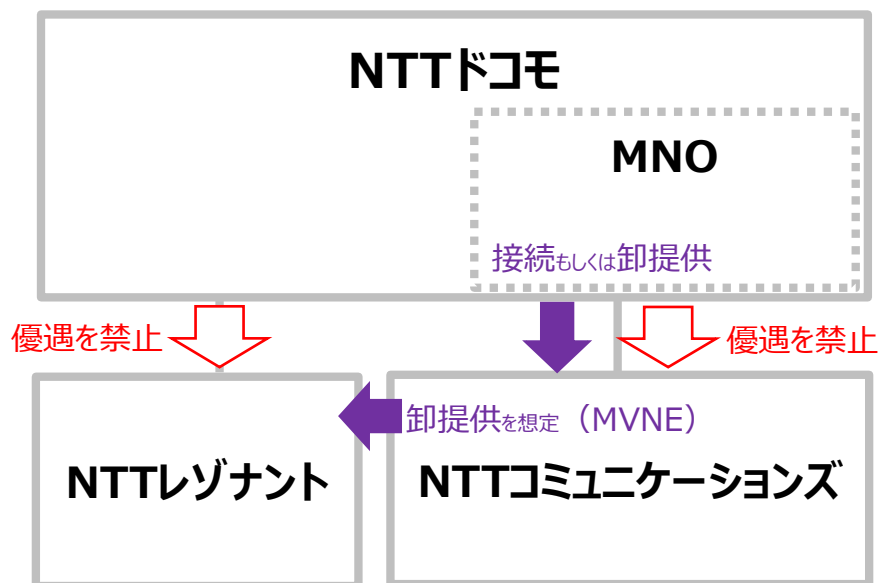 NTTドコモ
MNO
接続もしくは卸提供
優遇を禁止
優遇を禁止
卸提供を想定（MVNE）
NTTレゾナント
NTTコミュニケーションズ